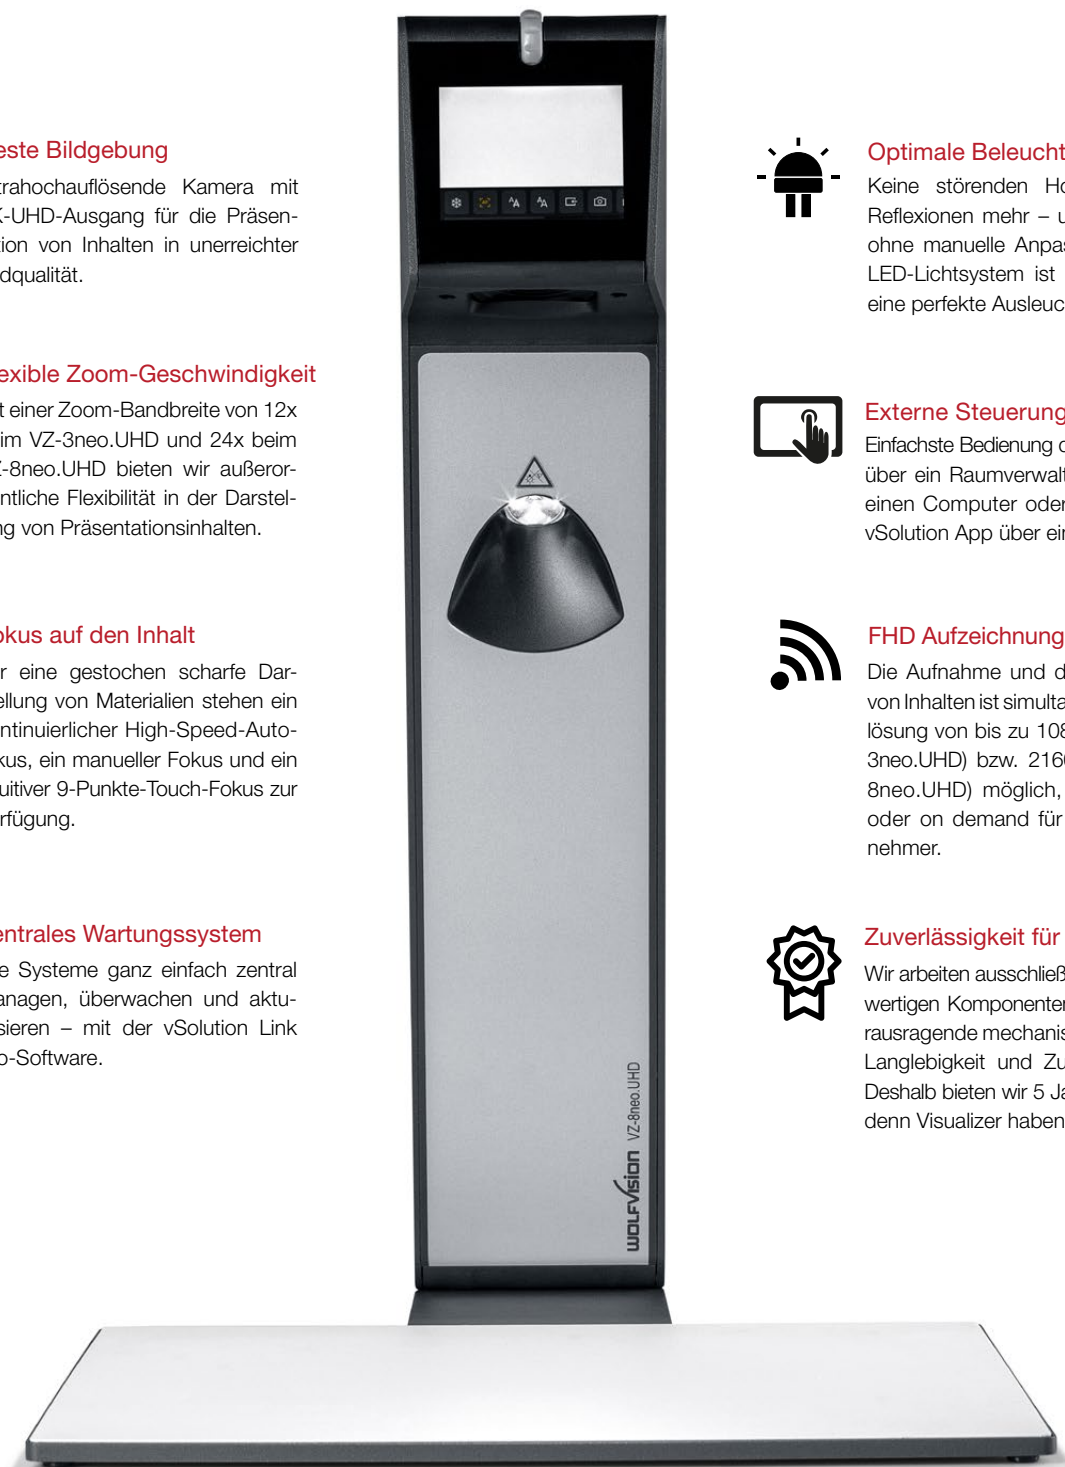 este Bildgebung
trahochauflösende Kamera mit
K-UHD-Ausgang für die Präsen-
tion von Inhalten in unerreichter
dqualität.
exible Zoom-Geschwindigkeit
t einer Zoom-Bandbreite von 12x
im VZ-3neo.UHD und 24x beim
Z-8neo.UHD bieten wir außeror-
ntliche Flexibilität in der Darstel-
ng von Präsentationsinhalten.
okus auf den Inhalt
r eine gestochen scharfe Dar-
ellung von Materialien stehen ein
ntinuierlicher High-Speed-Auto-
kus, ein manueller Fokus und ein
uitiver 9-Punkte-Touch-Fokus zur
rfügung.
entrales Wartungssystem
e Systeme ganz einfach zentral
anagen, überwachen und aktu-
sieren – mit der vSolution Link
o-Software.
WOLFVISION VZ-8neo.UHD
Optimale Beleucht
Keine störenden Ho
Reflexionen mehr – u
ohne manuelle Anpas
LED-Lichtsystem ist
eine perfekte Ausleuc
Externe Steuerung
Einfachste Bedienung d
über ein Raumverwalt
einen Computer oder
vSolution App über ein
FHD Aufzeichnung
Die Aufnahme und d
von Inhalten ist simulta
lösung von bis zu 108
3neo.UHD) bzw. 216
8neo.UHD) möglich,
oder on demand für
nehmer.
Zuverlässigkeit für
Wir arbeiten ausschließ
wertigen Komponenten
rausragende mechanis
Langlebigkeit und Zu
Deshalb bieten wir 5 Ja
denn Visualizer haben